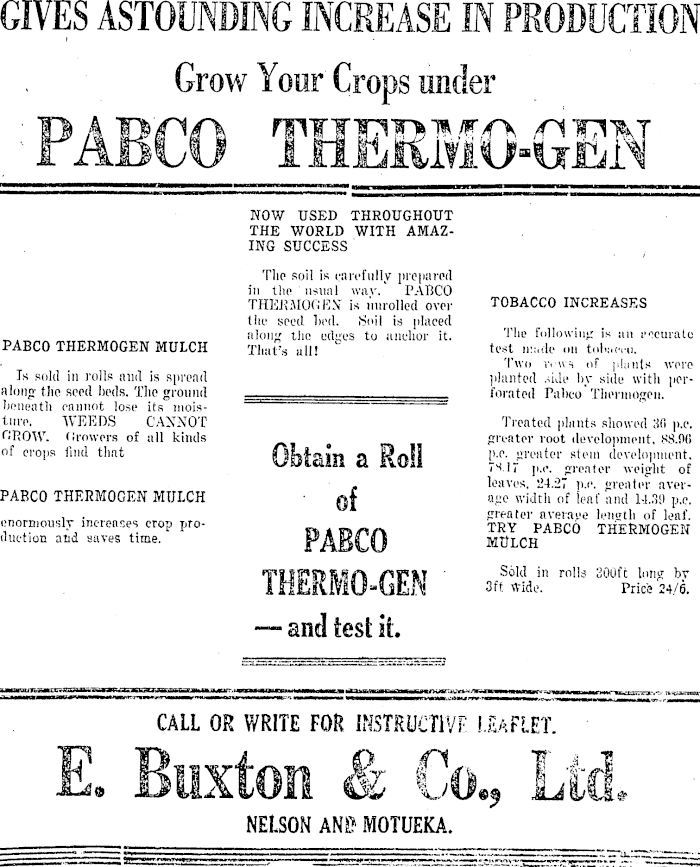 GIVES ASTOUNDING INCREASE IN PRODUCTION
Grow Your Crops under
PABCO THERMO-GEN
PABCO THERMOGEN MULCH
Is sold in rolls and is spread
along the seed beds. The ground
beneath cannot lose its mois-
ture. WEEDS CANNOT
GROW. Growers of all kinds
of crops find that
PABCO THERMOGEN MULCH
enormously increases crop pro-
duction and saves time.
NOW USED THROUGHOUT
THE WORLD WITH AMAZ-
ING SUCCESS
The soil is carefully prepared
in the usual way. PABCO
THERMOGEN is unrolled over
the seed bed. Soil is placed
along the edges to anchor it.
That's all!
Obtain a Roll
of
PABCO
THERMO-GEN
— and test it.
TOBACCO INCREASES
The following is an accurate
test made on tobacco.
Two rows of plants were
planted side by side with per-
forated Pabco Thermogen.
Treated plants showed 36 p.c.
greater root development, 88.96
p.c. greater stem development,
78.17 p.c. greater weight of
leaves, 24.27 p.c. greater aver-
age width of leaf and 14.39 p.c.
greater average length of leaf.
TRY PABCO THERMOGEN
MULCH
Sold in rolls 300ft long by
3ft wide. Price 24/6.
CALL OR WRITE FOR INSTRUCTIVE LEAFLET.
E. Buxton & Co., Ltd.
NELSON AND MOTUEKA.